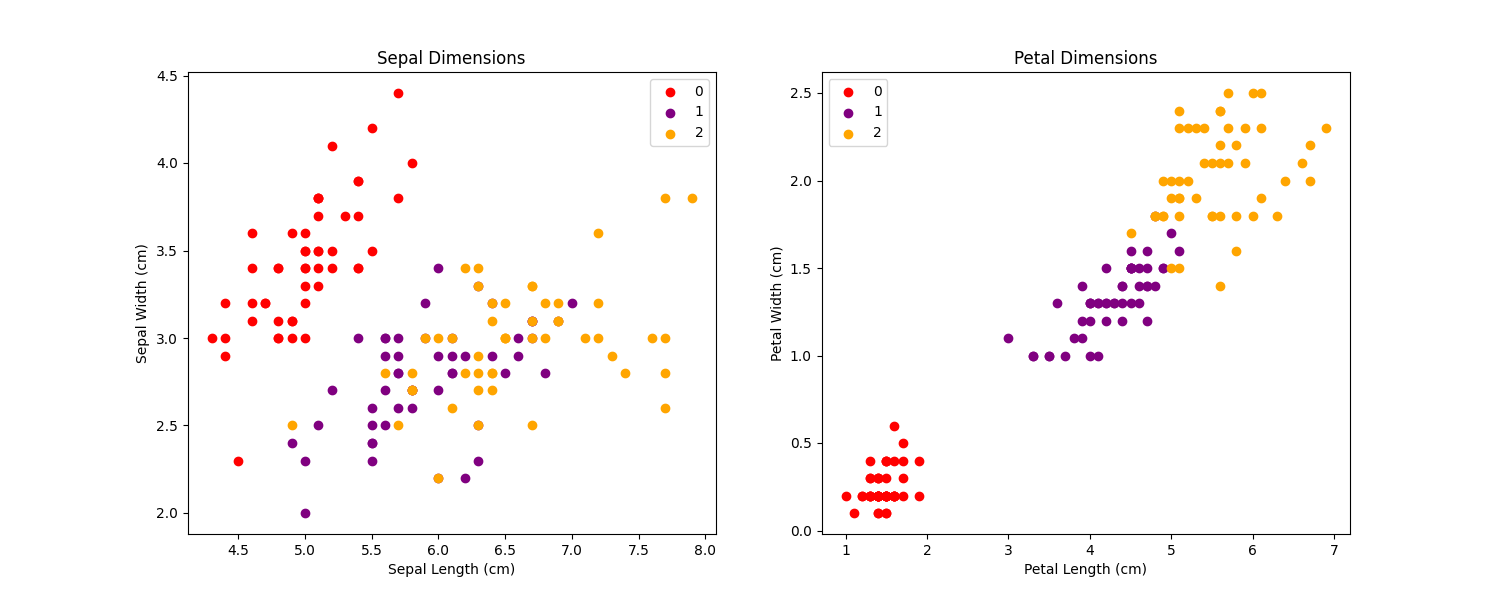 Sepal Dimensions
4.5
4.0
3.5
3.0
2.5
2.0
Sepal Width (cm)
0
1
2
4.5 5.0 5.5 6.0 6.5 7.0 7.5 8.0
Sepal Length (cm)
Petal Dimensions
2.5
2.0
1.5
1.0
0.5
0.0
Petal Width (cm)
0
1
2
1 2 3 4 5 6 7
Petal Length (cm)